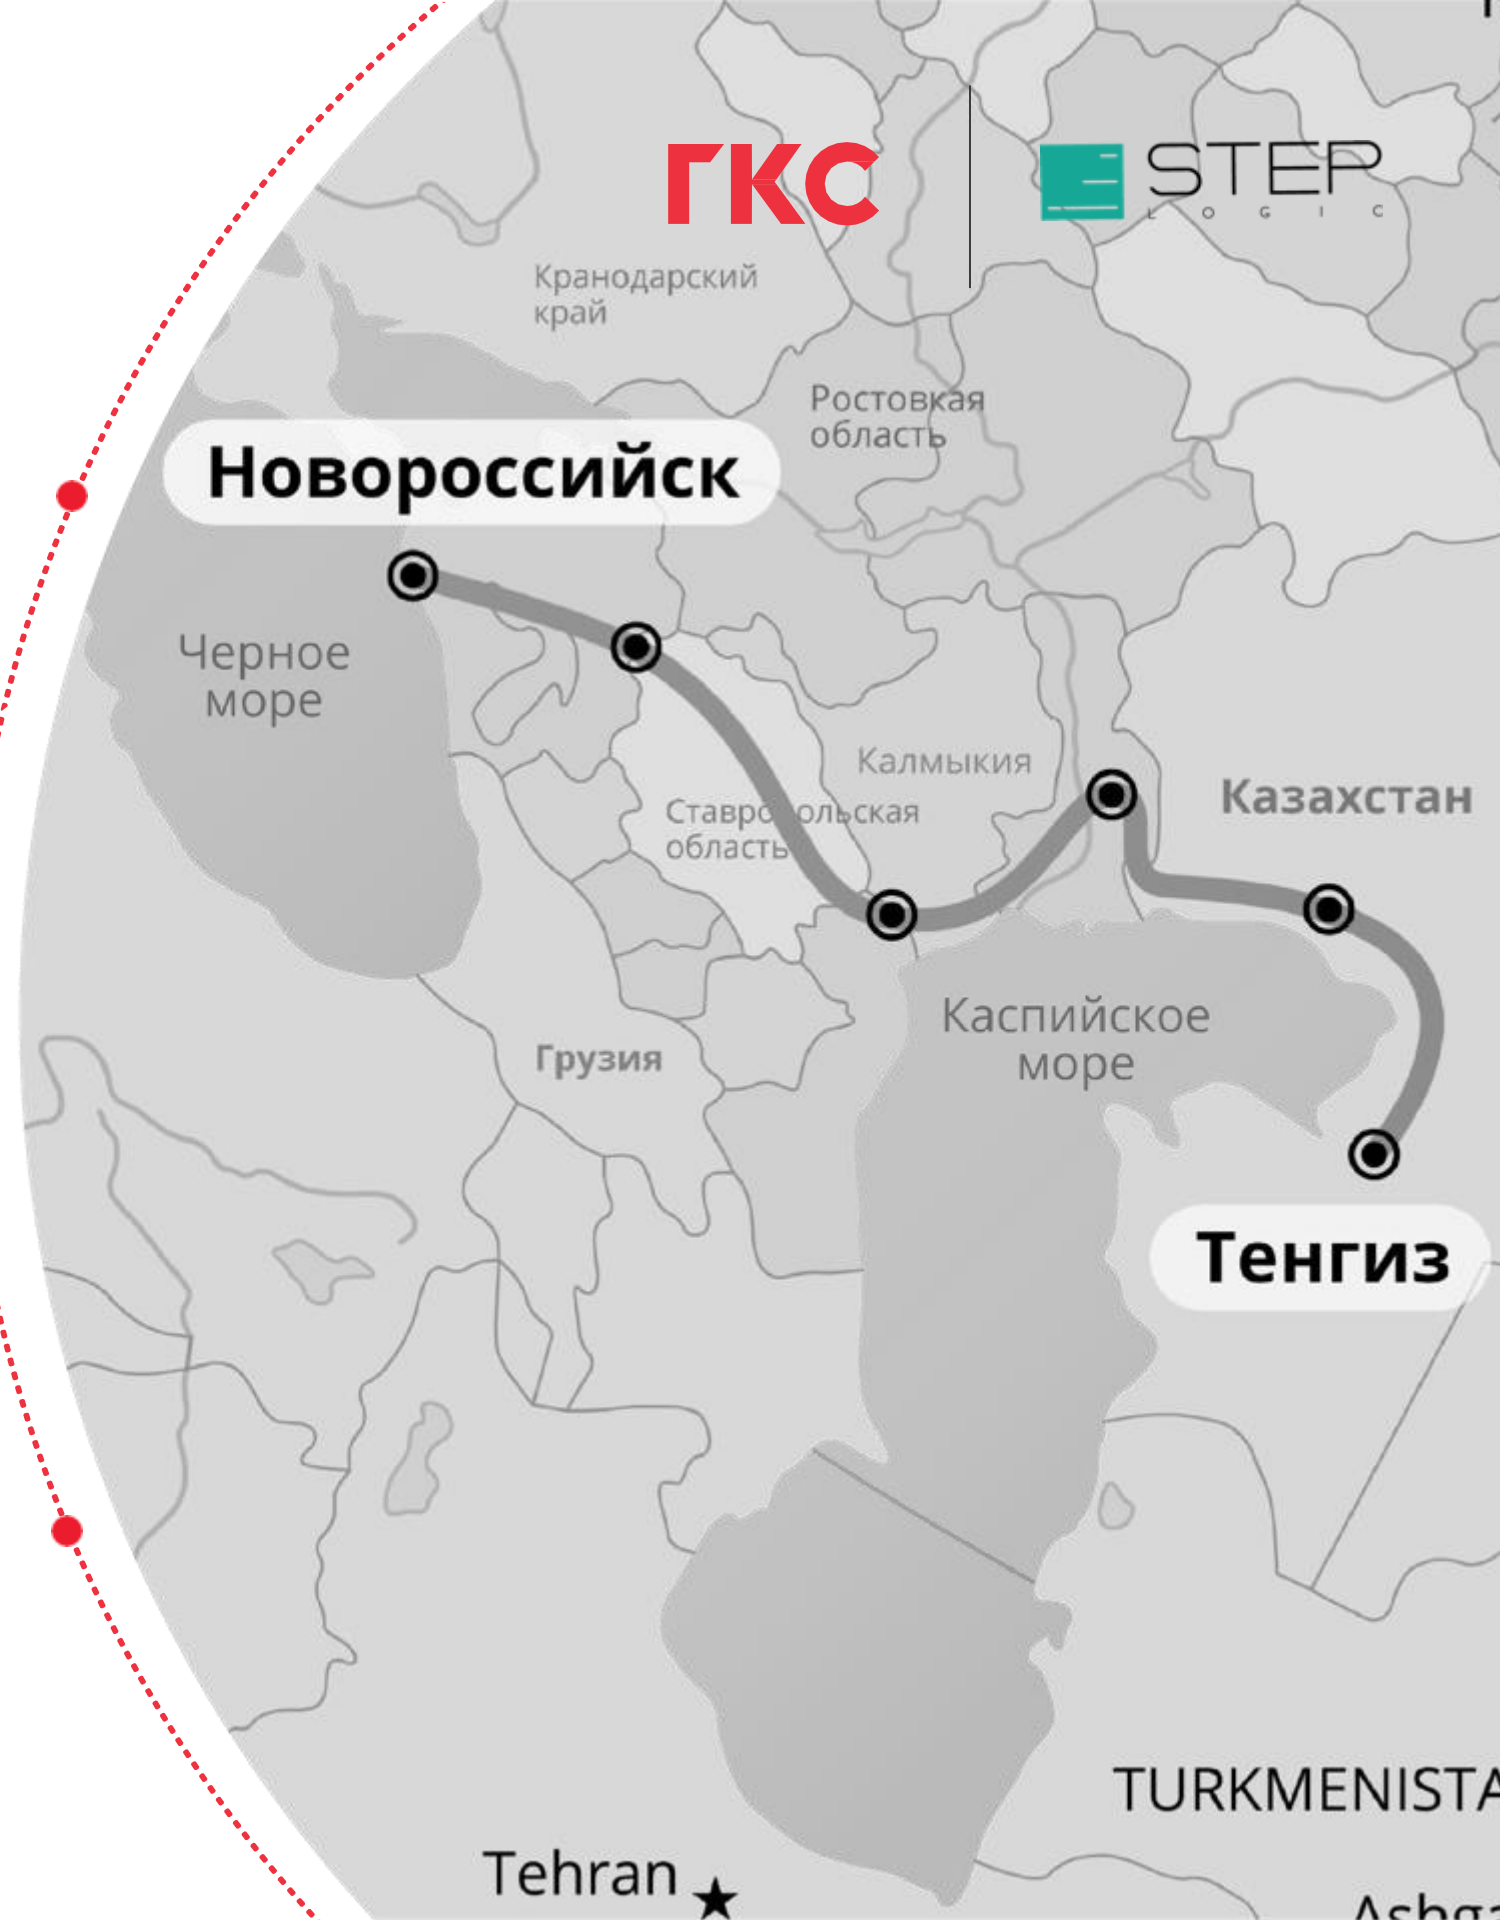 ГКС
STEP
LOGIC
Кранодарский
край
Ростовкая
область
Новороссийск
Черное
море
Калмыкия
Казахстан
Ставропольская
область
Каспийское
море
Грузия
Тенгиз
TURKMENISTA
Tehran
Ashga